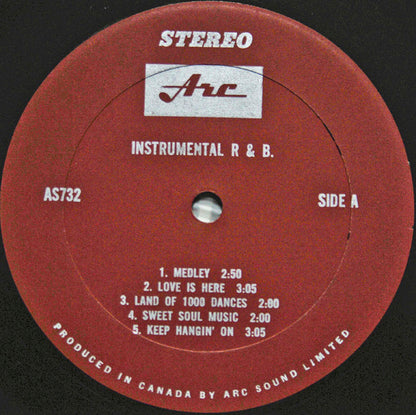 STEREO
Arc
INSTRUMENTAL R & B.
AS732
SIDE A
1. MEDLEY 2:50
2. LOVE IS HERE 3:05
3. LAND OF 1000 DANCES 2:00
4. SWEET SOUL MUSIC 2:00
5. KEEP HANGIN' ON 3:05
PRODUCED IN CANADA BY ARC SOUND LIMITED